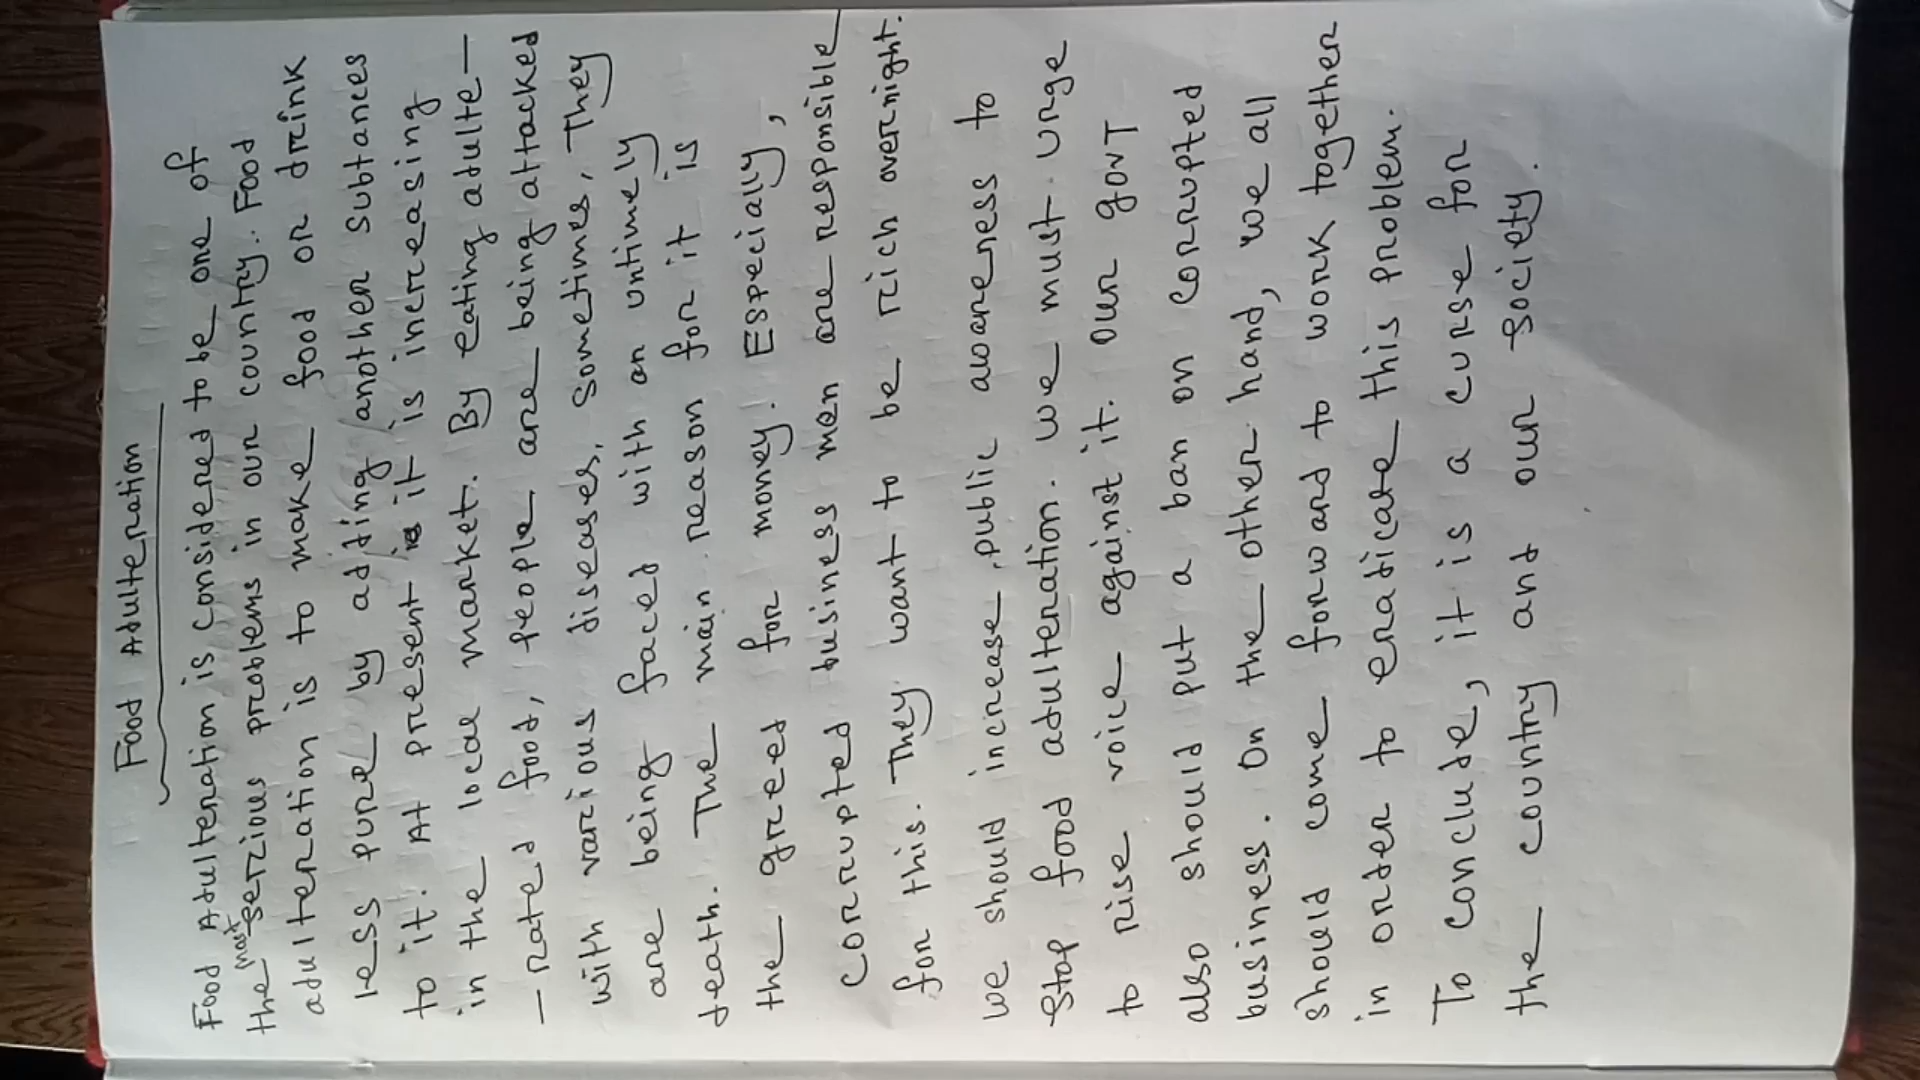 Food Adulteration
Food Adulteration is considered to be one of
the most serious problems in our country. Food
adulteration is to make food or drink
less pure by adding another subtances
to it. At present is it is increasing
in the local market. By eating adulte-
-rated food, people are being attacked
with various diseases. Sometimes, They
are being faced with an untimely
death. The main reason for it is
the greed for money. Especially,
corrupted business man are responsible
for this. They want to be rich overnight.
we should increase public awareness to
stop food adulteration. we must urge
to rise voice against it. our govt
also should put a ban on corrupted
business. On the other hand, we all
should come forward to work together
in order to eradicate this problem.
To conclude, it is a curse for
the country and our society.